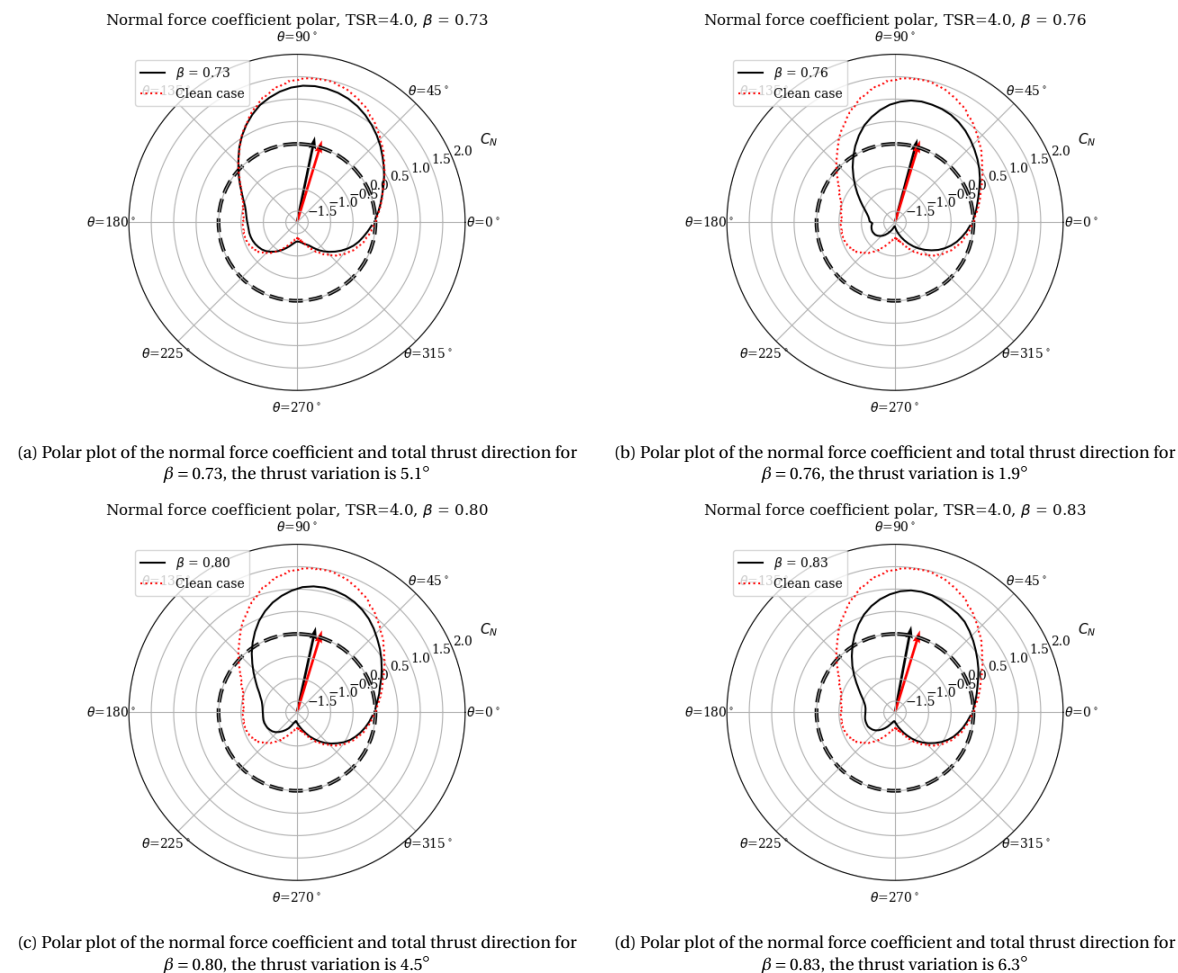 Normal force coefficient polar, TSR=4.0, β = 0.73
θ=90°
β = 0.73
Clean case
θ=45°
C_N
−1.5
−1.0
−0.5
0.0
0.5
1.0
1.5
2.0
θ=180°
θ=0°
θ=225°
θ=315°
θ=270°
(a) Polar plot of the normal force coefficient and total thrust direction for
β = 0.73, the thrust variation is 5.1°
Normal force coefficient polar, TSR=4.0, β = 0.76
θ=90°
β = 0.76
Clean case
θ=45°
C_N
−1.5
−1.0
−0.5
0.0
0.5
1.0
1.5
2.0
θ=180°
θ=0°
θ=225°
θ=315°
θ=270°
(b) Polar plot of the normal force coefficient and total thrust direction for
β = 0.76, the thrust variation is 1.9°
Normal force coefficient polar, TSR=4.0, β = 0.80
θ=90°
β = 0.80
Clean case
θ=45°
C_N
−1.5
−1.0
−0.5
0.0
0.5
1.0
1.5
2.0
θ=180°
θ=0°
θ=225°
θ=315°
θ=270°
(c) Polar plot of the normal force coefficient and total thrust direction for
β = 0.80, the thrust variation is 4.5°
Normal force coefficient polar, TSR=4.0, β = 0.83
θ=90°
β = 0.83
Clean case
θ=45°
C_N
−1.5
−1.0
−0.5
0.0
0.5
1.0
1.5
2.0
θ=180°
θ=0°
θ=225°
θ=315°
θ=270°
(d) Polar plot of the normal force coefficient and total thrust direction for
β = 0.83, the thrust variation is 6.3°